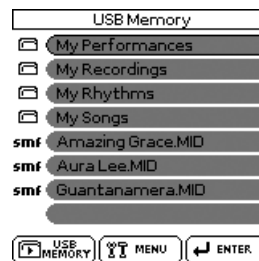 USB Memory
My Performances
My Recordings
My Rhythms
My Songs
smf Amazing Grace.MID
smf Aura Lee.MID
smf Guantanamera.MID
USB MEMORY MENU ENTER